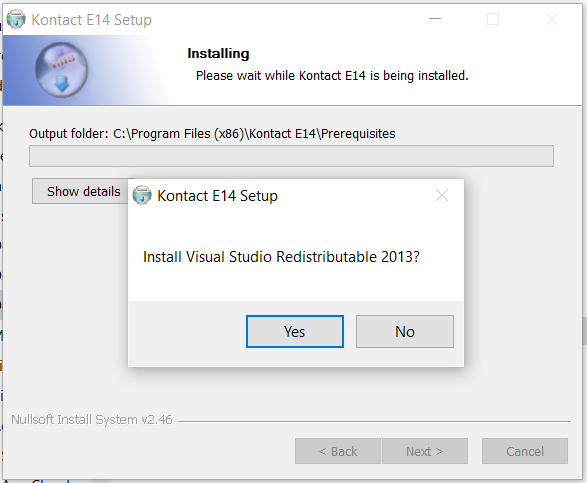 Kontact E14 Setup
Installing
Please wait while Kontact E14 is being installed.
Output folder: C:\Program Files (x86)\Kontact E14\Prerequisites
Show details
Kontact E14 Setup
Install Visual Studio Redistributable 2013?
Yes
No
Nullsoft Install System v2.46
< Back
Next >
Cancel